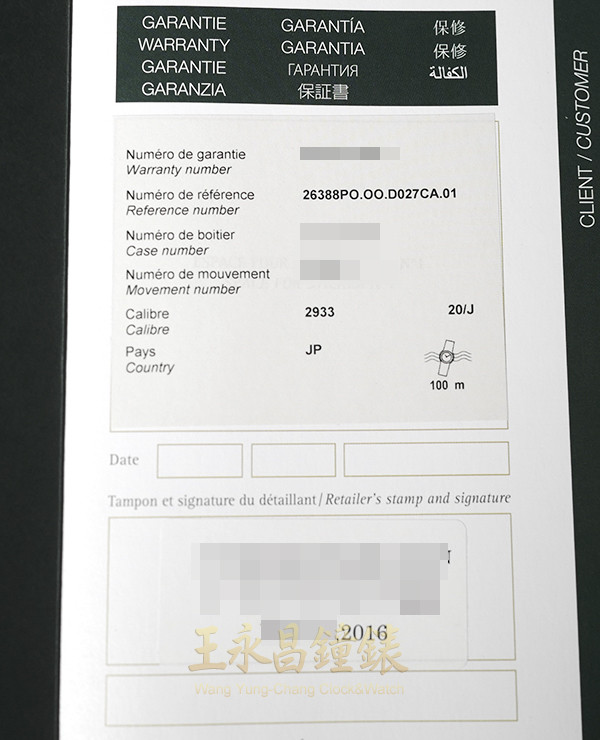 GARANTIE GARANTÍA 保修
WARRANTY GARANTIA 保修
GARANTIE ГАРАНТИЯ الكفالة
GARANZIA 保証書
CLIENT / CUSTOMER
Numéro de garantie
Warranty number
Numéro de référence 26388PO.OO.D027CA.01
Reference number
Numéro de boitier
Case number
Numéro de mouvement
Movement number
Calibre 2933 20/J
Calibre
Pays JP
Country
100 m
Date
Tampon et signature du détaillant / Retailer's stamp and signature
,2016
王永昌鐘錶
Wang Yung Chang Clock&Watch